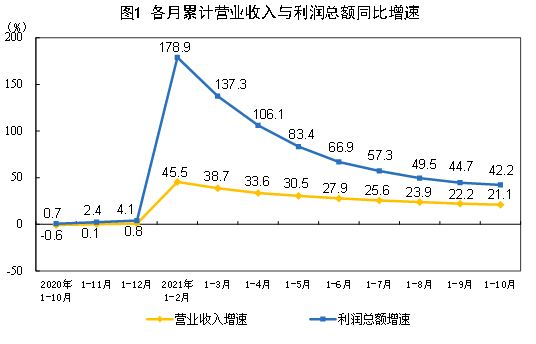 图1 各月累计营业收入与利润总额同比增速
(%)
200
150
100
50
0
-50
178.9
137.3
106.1
83.4
66.9
57.3
49.5
44.7
42.2
0.7
2.4
4.1
45.5
38.7
33.6
30.5
27.9
25.6
23.9
22.2
21.1
-0.6
0.1
0.8
2020年
1-10月
1-11月
1-12月
2021年
1-2月
1-3月
1-4月
1-5月
1-6月
1-7月
1-8月
1-9月
1-10月
营业收入增速
利润总额增速